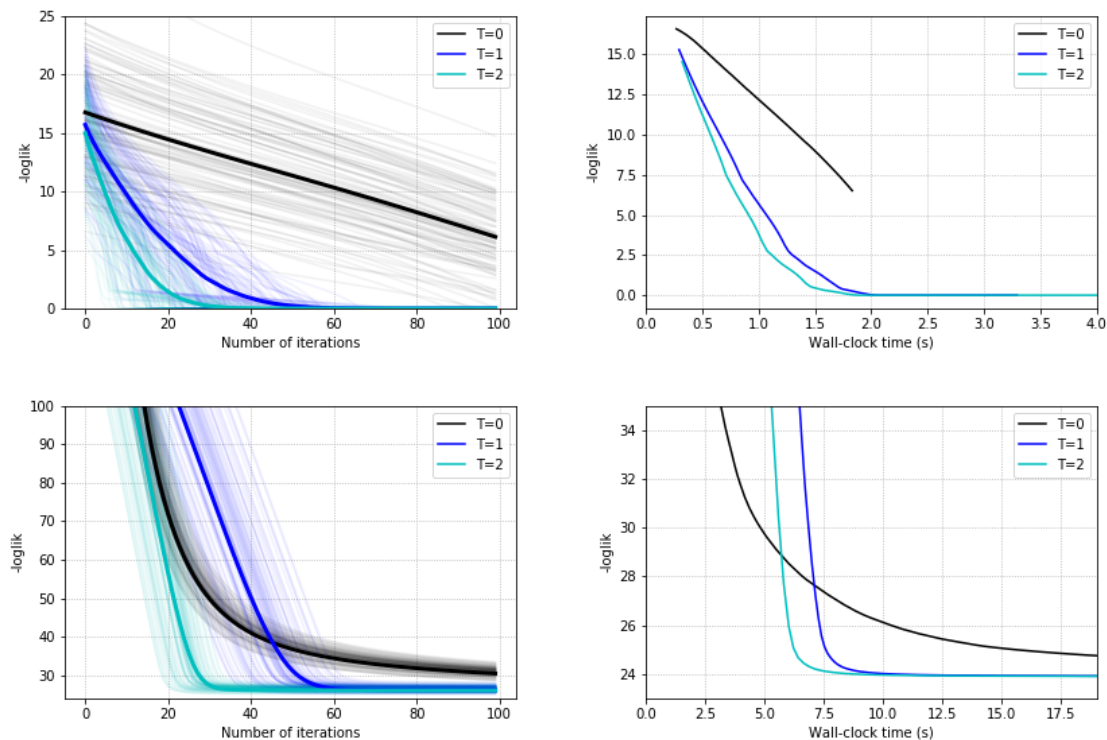 25
20
15
10
5
0
-loglik
0 20 40 60 80 100
Number of iterations
T=0
T=1
T=2
15.0
12.5
10.0
7.5
5.0
2.5
0.0
-loglik
0.0 0.5 1.0 1.5 2.0 2.5 3.0 3.5 4.0
Wall-clock time (s)
T=0
T=1
T=2
100
90
80
70
60
50
40
30
-loglik
0 20 40 60 80 100
Number of iterations
T=0
T=1
T=2
34
32
30
28
26
24
-loglik
0.0 2.5 5.0 7.5 10.0 12.5 15.0 17.5
Wall-clock time (s)
T=0
T=1
T=2